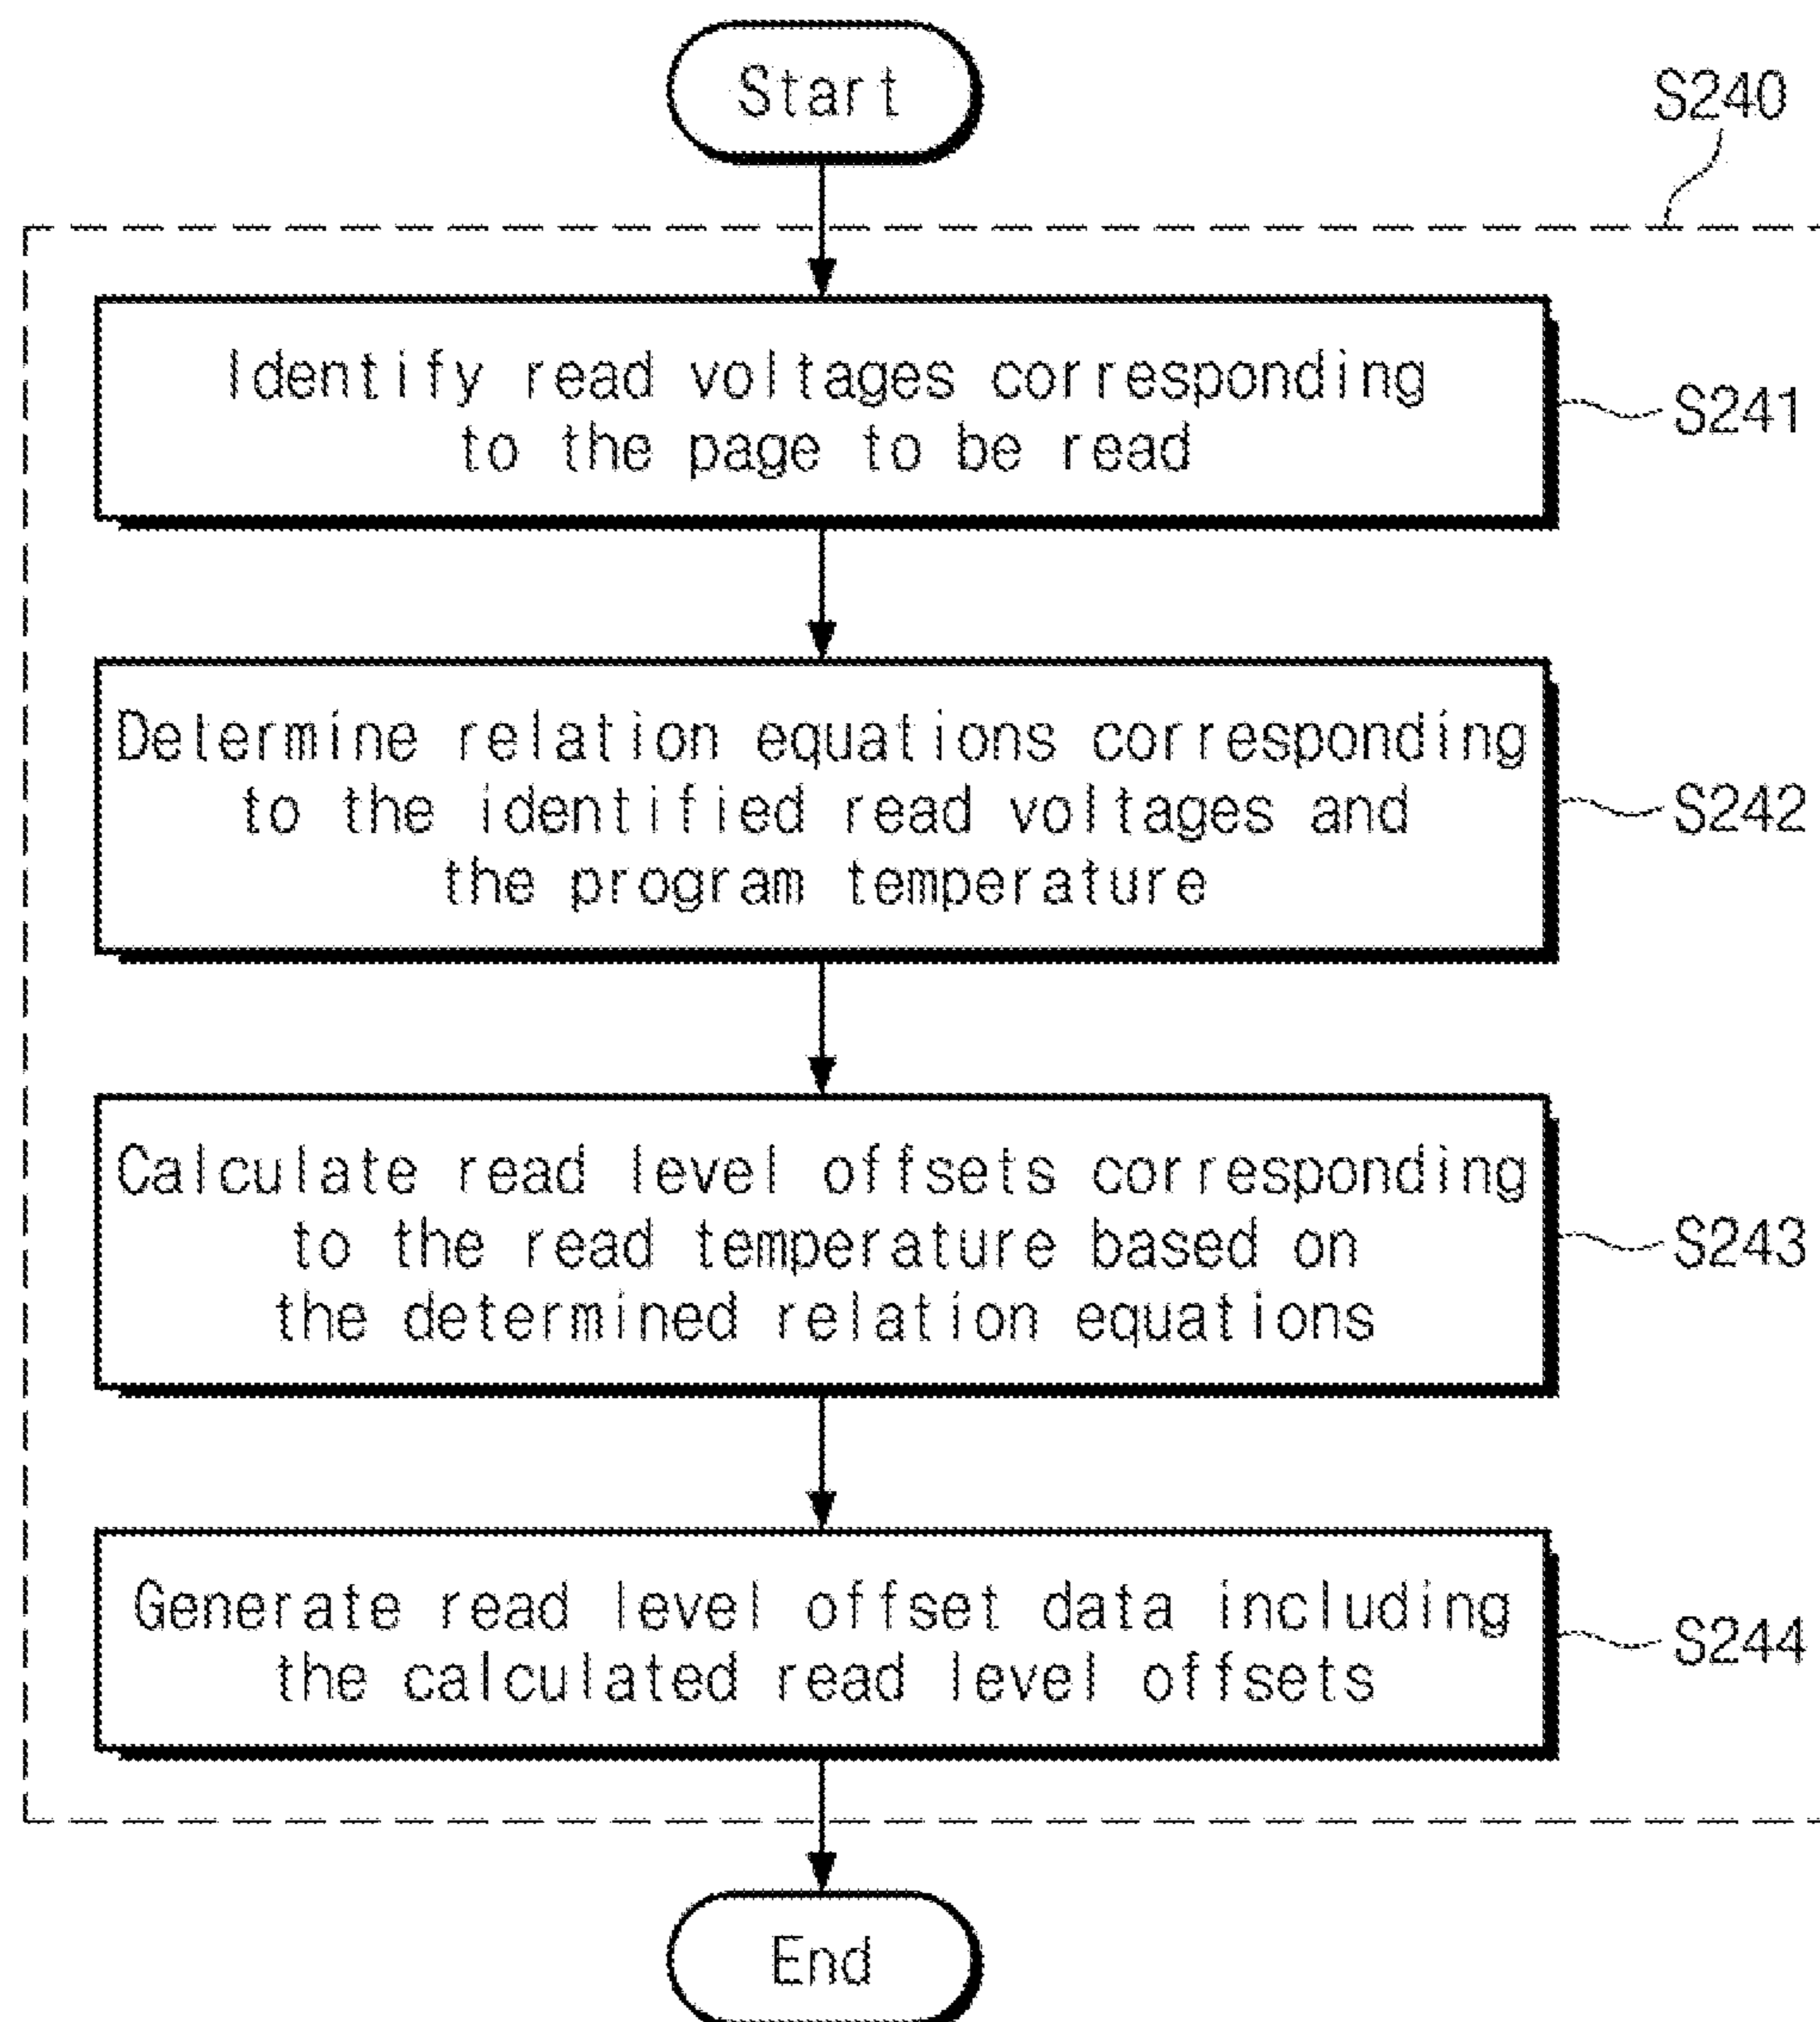 Start
S240
Identify read voltages corresponding
to the page to be read
S241
Determine relation equations corresponding
to the identified read voltages and
the program temperature
S242
Calculate read level offsets corresponding
to the read temperature based on
the determined relation equations
S243
Generate read level offset data including
the calculated read level offsets
S244
End